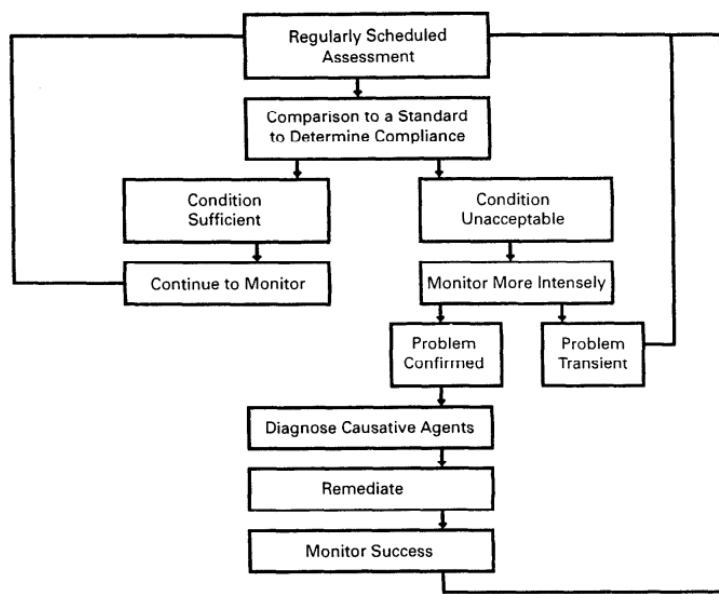 Regularly Scheduled
Assessment
Comparison to a Standard
to Determine Compliance
Condition
Sufficient
Condition
Unacceptable
Continue to Monitor
Monitor More Intensely
Problem
Confirmed
Problem
Transient
Diagnose Causative Agents
Remediate
Monitor Success